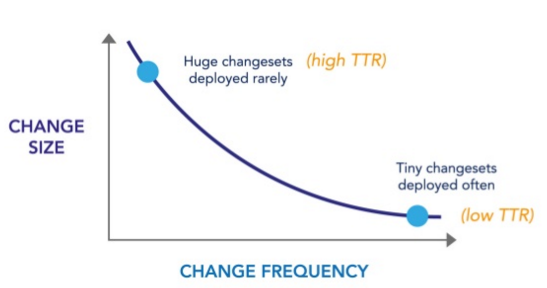 Huge changesets (high TTR)
deployed rarely
CHANGE
SIZE
Tiny changesets
deployed often
(low TTR)
CHANGE FREQUENCY